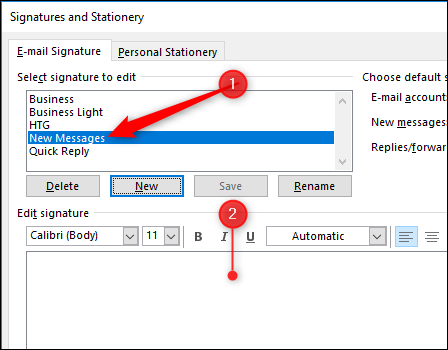 Signatures and Stationery
E-mail Signature Personal Stationery
Select signature to edit Choose default s
1
Business E-mail accoun
Business Light
HTG New messages
New Messages
Quick Reply Replies/forwar
Delete New Save Rename
Edit signature 2
Calibri (Body) 11 B I U Automatic